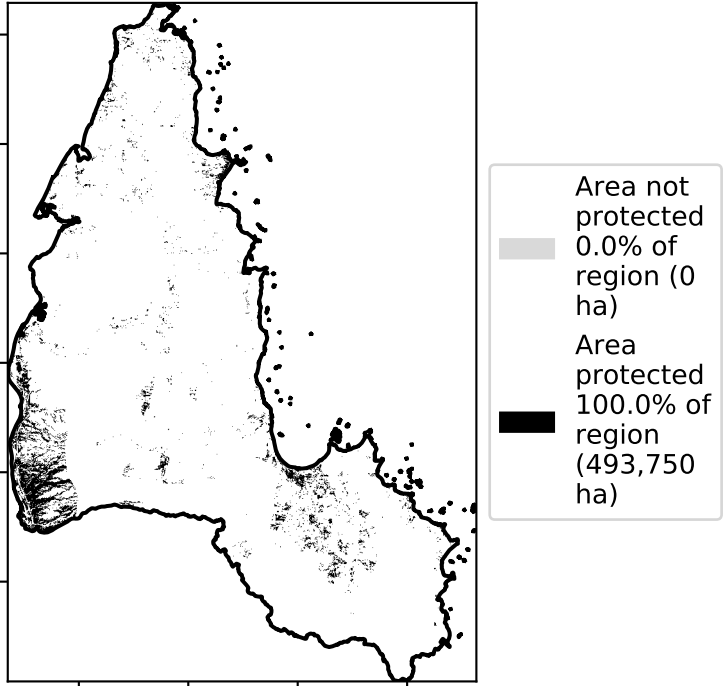 Area not
protected
0.0% of
region (0
ha)
Area
protected
100.0% of
region
(493,750
ha)